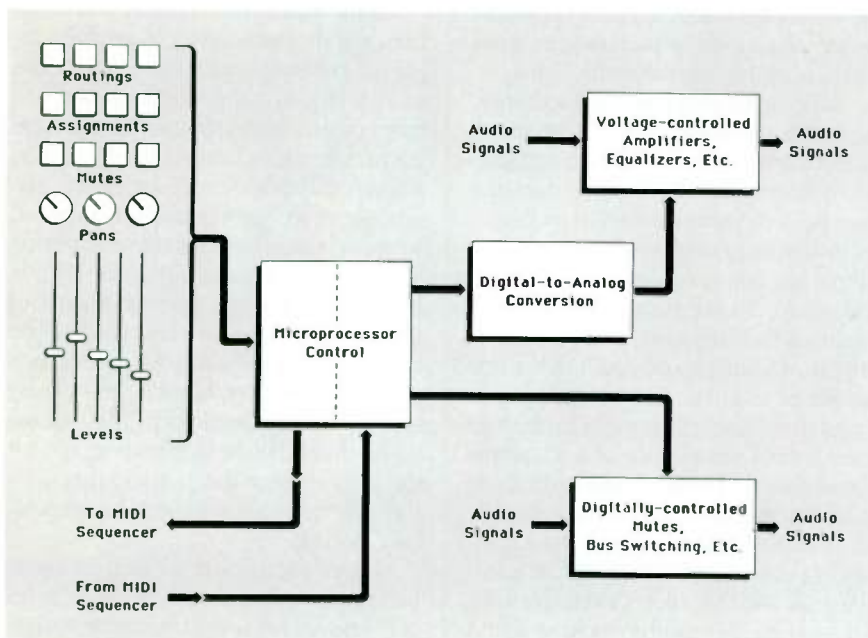 Routings
Assignments
Mutes
Pans
Levels
To MIDI
Sequencer
From MIDI
Sequencer
Microprocessor
Control
Digital-to-Analog
Conversion
Audio
Signals
Voltage-controlled
Amplifiers,
Equalizers, Etc.
Audio
Signals
Audio
Signals
Digitally-controlled
Mutes,
Bus Switching, Etc
Audio
Signals